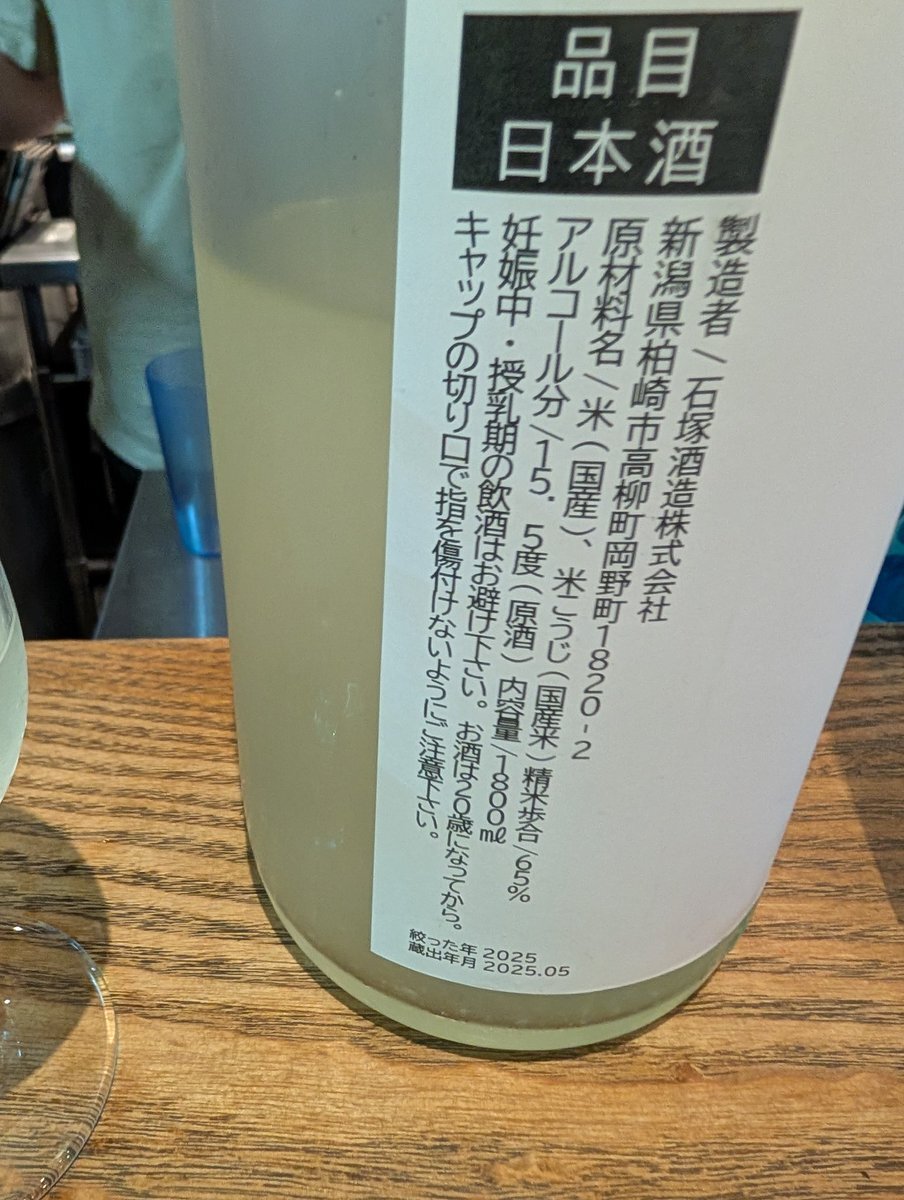 品目
日本酒
製造者/石塚酒造株式会社
新潟県柏崎市高柳町岡野町1820-2
原材料名/米(国産)、米こうじ(国産米)精米歩合/65%
アルコール分/15.5度(原酒)内容量/1800㎖
妊娠中・授乳期の飲酒はお避け下さい。お酒は20歳になってから。
キャップの切り口で指を傷付けないようにご注意下さい。
絞った年 2025
蔵出年月 2025.05